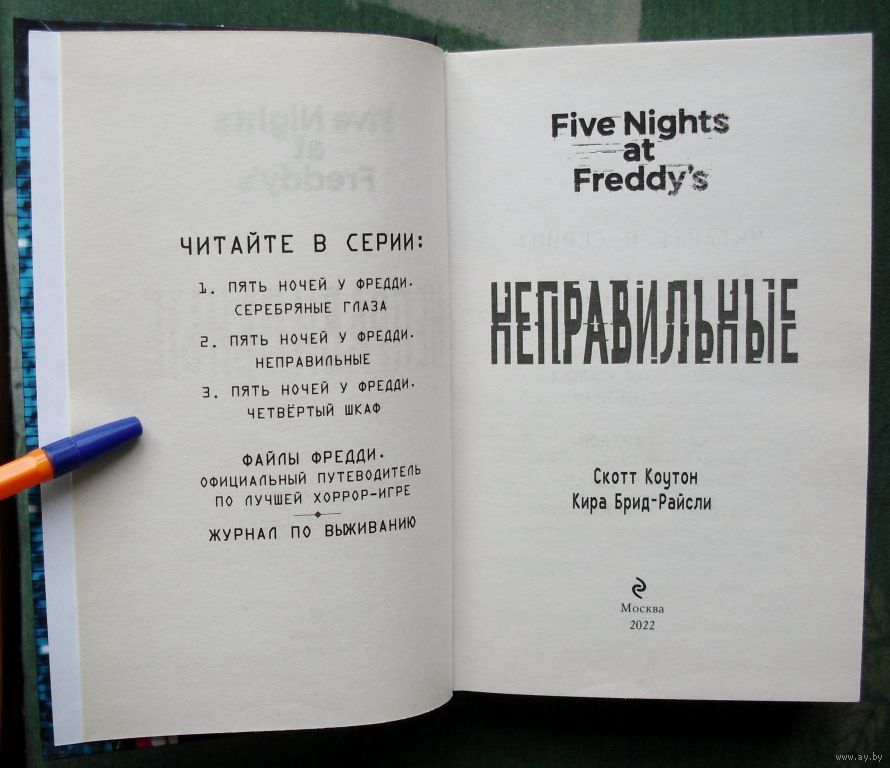 ЧИТАЙТЕ В СЕРИИ:
1. ПЯТЬ НОЧЕЙ У ФРЕДДИ.
СЕРЕБРЯНЫЕ ГЛАЗА
2. ПЯТЬ НОЧЕЙ У ФРЕДДИ.
НЕПРАВИЛЬНЫЕ
3. ПЯТЬ НОЧЕЙ У ФРЕДДИ.
ЧЕТВЁРТЫЙ ШКАФ
ФАЙЛЫ ФРЕДДИ.
ОФИЦИАЛЬНЫЙ ПУТЕВОДИТЕЛЬ
ПО ЛУЧШЕЙ ХОРРОР-ИГРЕ
ЖУРНАЛ ПО ВЫЖИВАНИЮ
Five Nights
at
Freddy's
НЕПРАВИЛЬНЫЕ
Скотт Коутон
Кира Брид-Райсли
Москва
2022
www.ay.by